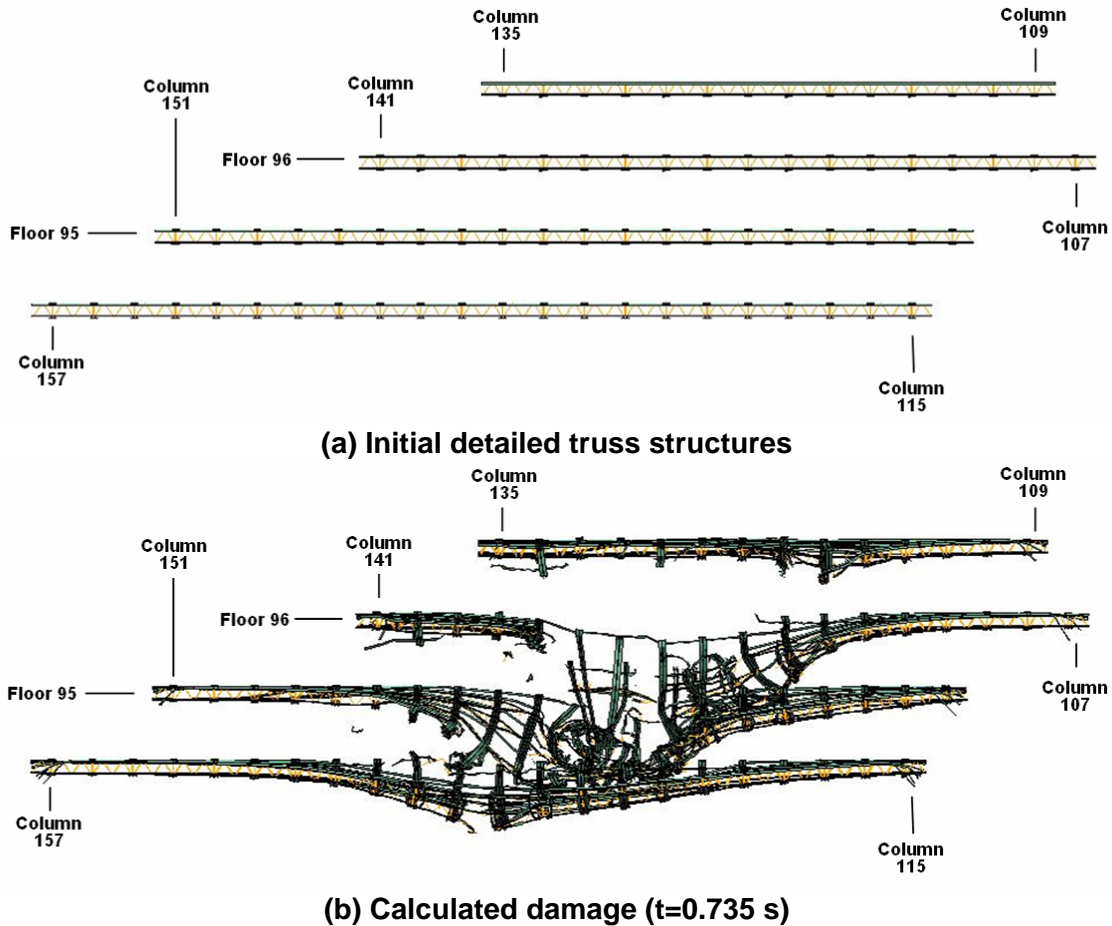 Column
135
Column
109
Column
151
Column
141
Floor 96
Column
107
Floor 95
Column
157
Column
115
(a) Initial detailed truss structures
Column
135
Column
109
Column
151
Column
141
Floor 96
Column
107
Floor 95
Column
157
Column
115
(b) Calculated damage (t=0.735 s)